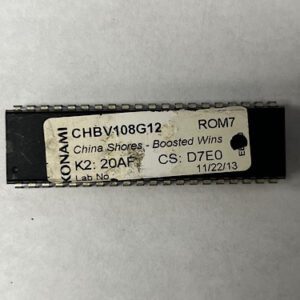 KONAMI
CHBV108G12 ROM7
China Shores - Boosted Wins
K2: 20AF CS: D7E0
Lab No 11/22/13